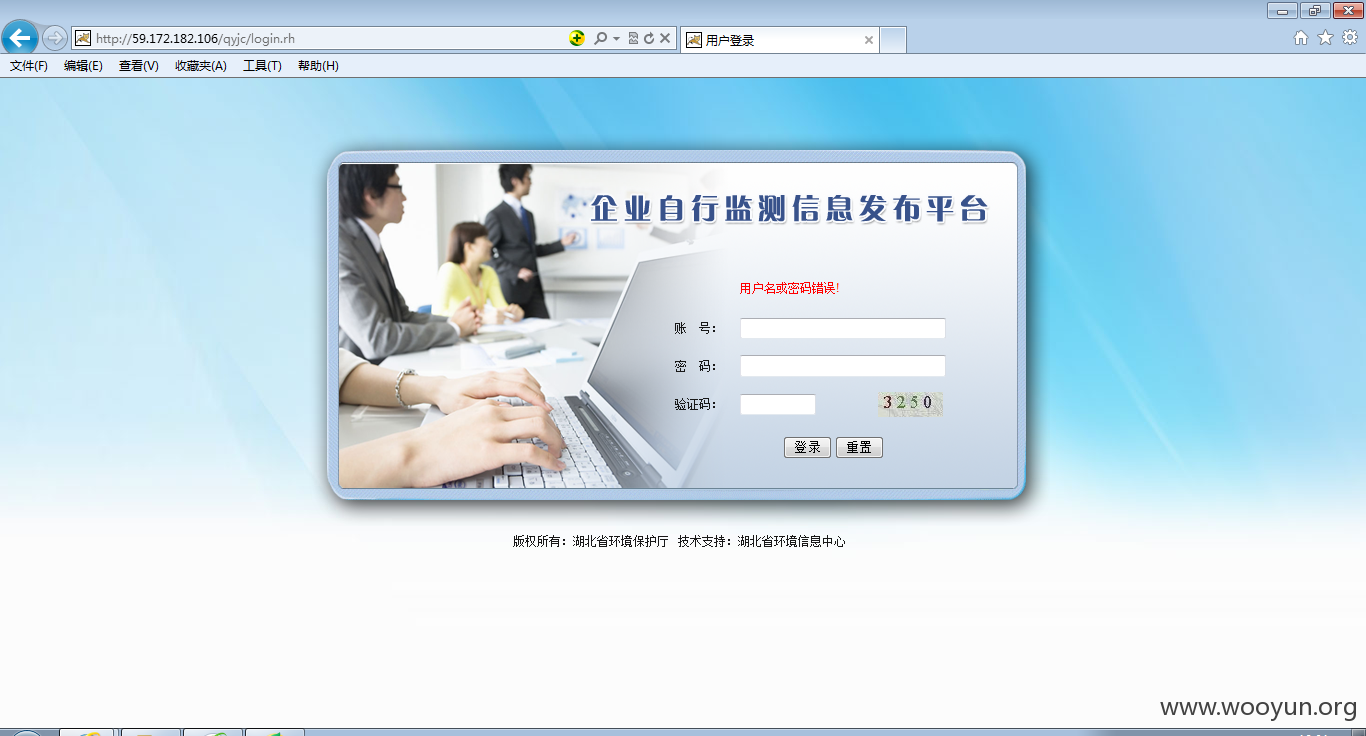 http://59.172.182.106/qyjc/login.rh
用户登录
文件(F) 编辑(E) 查看(V) 收藏夹(A) 工具(T) 帮助(H)
企业自行监测信息发布平台
用户名或密码错误!
账 号:
密 码:
验证码: 3250
登录 重置
版权所有:湖北省环境保护厅 技术支持:湖北省环境信息中心
www.wooyun.org